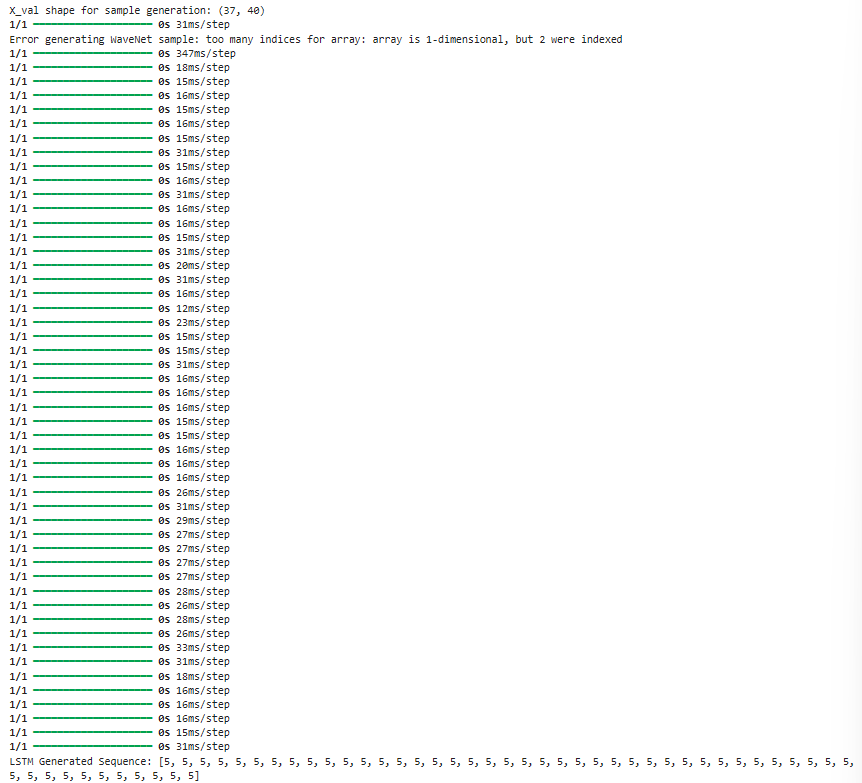 X_val shape for sample generation: (37, 40)
1/1 ━━━━━━━━━━━━━━━━━━━━ 0s 31ms/step
Error generating WaveNet sample: too many indices for array: array is 1-dimensional, but 2 were indexed
1/1 ━━━━━━━━━━━━━━━━━━━━ 0s 347ms/step
1/1 ━━━━━━━━━━━━━━━━━━━━ 0s 18ms/step
1/1 ━━━━━━━━━━━━━━━━━━━━ 0s 15ms/step
1/1 ━━━━━━━━━━━━━━━━━━━━ 0s 16ms/step
1/1 ━━━━━━━━━━━━━━━━━━━━ 0s 15ms/step
1/1 ━━━━━━━━━━━━━━━━━━━━ 0s 16ms/step
1/1 ━━━━━━━━━━━━━━━━━━━━ 0s 15ms/step
1/1 ━━━━━━━━━━━━━━━━━━━━ 0s 31ms/step
1/1 ━━━━━━━━━━━━━━━━━━━━ 0s 15ms/step
1/1 ━━━━━━━━━━━━━━━━━━━━ 0s 16ms/step
1/1 ━━━━━━━━━━━━━━━━━━━━ 0s 31ms/step
1/1 ━━━━━━━━━━━━━━━━━━━━ 0s 16ms/step
1/1 ━━━━━━━━━━━━━━━━━━━━ 0s 16ms/step
1/1 ━━━━━━━━━━━━━━━━━━━━ 0s 15ms/step
1/1 ━━━━━━━━━━━━━━━━━━━━ 0s 31ms/step
1/1 ━━━━━━━━━━━━━━━━━━━━ 0s 20ms/step
1/1 ━━━━━━━━━━━━━━━━━━━━ 0s 31ms/step
1/1 ━━━━━━━━━━━━━━━━━━━━ 0s 16ms/step
1/1 ━━━━━━━━━━━━━━━━━━━━ 0s 12ms/step
1/1 ━━━━━━━━━━━━━━━━━━━━ 0s 23ms/step
1/1 ━━━━━━━━━━━━━━━━━━━━ 0s 15ms/step
1/1 ━━━━━━━━━━━━━━━━━━━━ 0s 15ms/step
1/1 ━━━━━━━━━━━━━━━━━━━━ 0s 31ms/step
1/1 ━━━━━━━━━━━━━━━━━━━━ 0s 16ms/step
1/1 ━━━━━━━━━━━━━━━━━━━━ 0s 16ms/step
1/1 ━━━━━━━━━━━━━━━━━━━━ 0s 16ms/step
1/1 ━━━━━━━━━━━━━━━━━━━━ 0s 15ms/step
1/1 ━━━━━━━━━━━━━━━━━━━━ 0s 15ms/step
1/1 ━━━━━━━━━━━━━━━━━━━━ 0s 16ms/step
1/1 ━━━━━━━━━━━━━━━━━━━━ 0s 16ms/step
1/1 ━━━━━━━━━━━━━━━━━━━━ 0s 16ms/step
1/1 ━━━━━━━━━━━━━━━━━━━━ 0s 26ms/step
1/1 ━━━━━━━━━━━━━━━━━━━━ 0s 31ms/step
1/1 ━━━━━━━━━━━━━━━━━━━━ 0s 29ms/step
1/1 ━━━━━━━━━━━━━━━━━━━━ 0s 27ms/step
1/1 ━━━━━━━━━━━━━━━━━━━━ 0s 27ms/step
1/1 ━━━━━━━━━━━━━━━━━━━━ 0s 27ms/step
1/1 ━━━━━━━━━━━━━━━━━━━━ 0s 27ms/step
1/1 ━━━━━━━━━━━━━━━━━━━━ 0s 28ms/step
1/1 ━━━━━━━━━━━━━━━━━━━━ 0s 26ms/step
1/1 ━━━━━━━━━━━━━━━━━━━━ 0s 28ms/step
1/1 ━━━━━━━━━━━━━━━━━━━━ 0s 26ms/step
1/1 ━━━━━━━━━━━━━━━━━━━━ 0s 33ms/step
1/1 ━━━━━━━━━━━━━━━━━━━━ 0s 31ms/step
1/1 ━━━━━━━━━━━━━━━━━━━━ 0s 18ms/step
1/1 ━━━━━━━━━━━━━━━━━━━━ 0s 16ms/step
1/1 ━━━━━━━━━━━━━━━━━━━━ 0s 16ms/step
1/1 ━━━━━━━━━━━━━━━━━━━━ 0s 16ms/step
1/1 ━━━━━━━━━━━━━━━━━━━━ 0s 15ms/step
1/1 ━━━━━━━━━━━━━━━━━━━━ 0s 31ms/step
LSTM Generated Sequence: [5, 5, 5, 5, 5, 5, 5, 5, 5, 5, 5, 5, 5, 5, 5, 5, 5, 5, 5, 5, 5, 5, 5, 5, 5, 5, 5, 5, 5, 5, 5, 5, 5, 5, 5, 5, 5, 5, 5,
5, 5, 5, 5, 5, 5, 5, 5, 5, 5, 5]